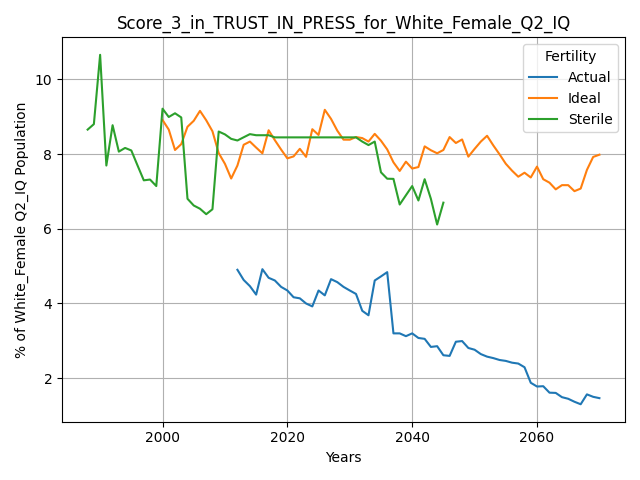 Score_3_in_TRUST_IN_PRESS_for_White_Female_Q2_IQ
Fertility
Actual
Ideal
Sterile
% of White_Female Q2_IQ Population
10
8
6
4
2
2000
2020
2040
2060
Years